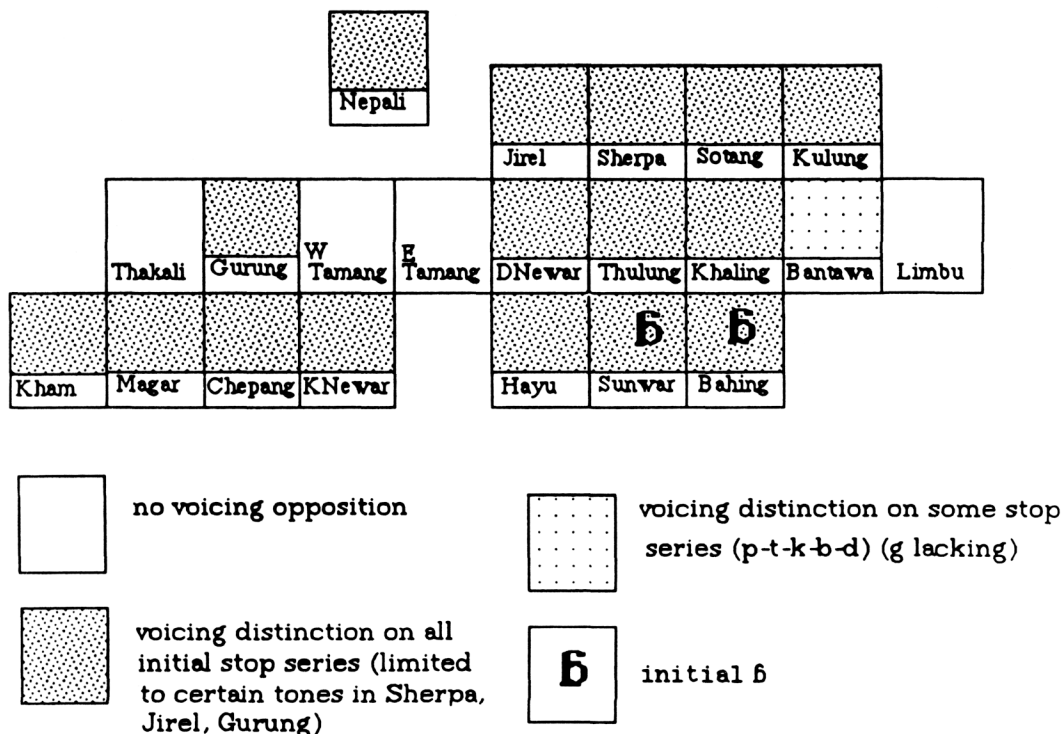 Nepali
Jirel Sherpa Sotang Kulung
Thakali Gurung W Tamang E Tamang DNewar Thulung Khaling Bantawa Limbu
ɓ ɓ
Kham Magar Chepang KNewar Hayu Sunwar Bahing
no voicing opposition
voicing distinction on all
initial stop series (limited
to certain tones in Sherpa,
Jirel, Gurung)
voicing distinction on some stop
series (p-t-k-b-d) (g lacking)
ɓ
initial ɓ